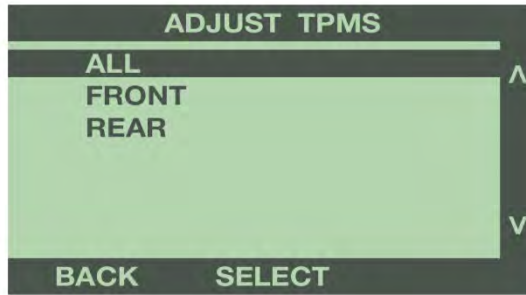 ADJUST TPMS
ALL
FRONT
REAR
BACK SELECT